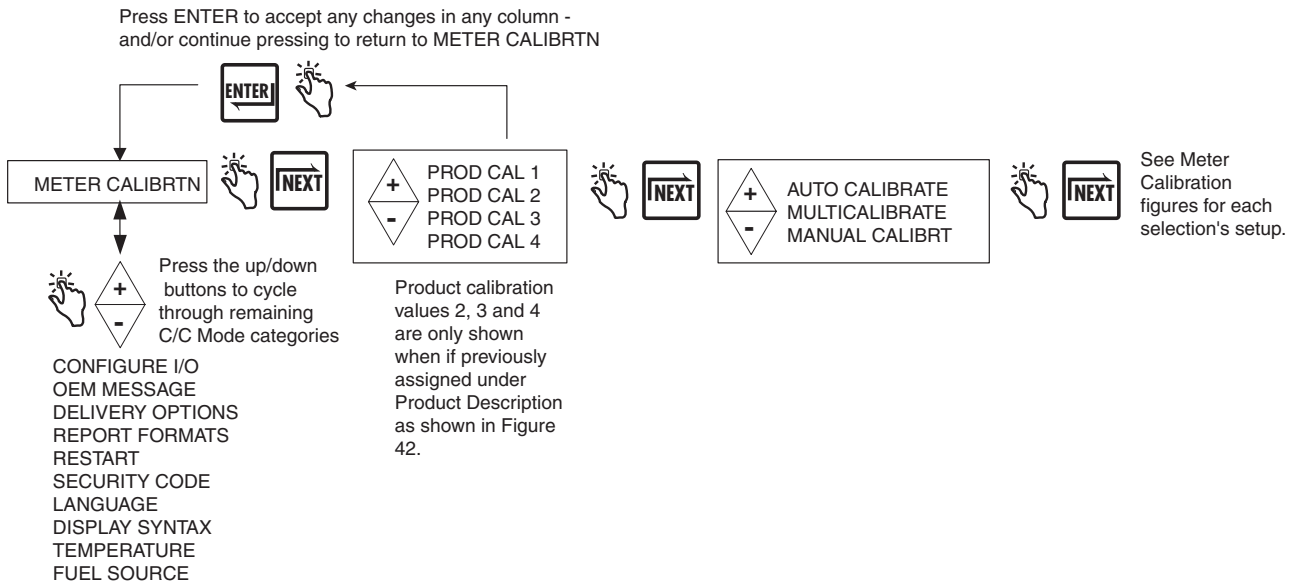 Press ENTER to accept any changes in any column -
and/or continue pressing to return to METER CALIBRTN
ENTER
METER CALIBRTN
NEXT
+
-
PROD CAL 1
PROD CAL 2
PROD CAL 3
PROD CAL 4
NEXT
+
-
AUTO CALIBRATE
MULTICALIBRATE
MANUAL CALIBRT
NEXT
See Meter
Calibration
figures for each
selection's setup.
+
-
Press the up/down
buttons to cycle
through remaining
C/C Mode categories
Product calibration
values 2, 3 and 4
are only shown
when if previously
assigned under
Product Description
as shown in Figure
42.
CONFIGURE I/O
OEM MESSAGE
DELIVERY OPTIONS
REPORT FORMATS
RESTART
SECURITY CODE
LANGUAGE
DISPLAY SYNTAX
TEMPERATURE
FUEL SOURCE